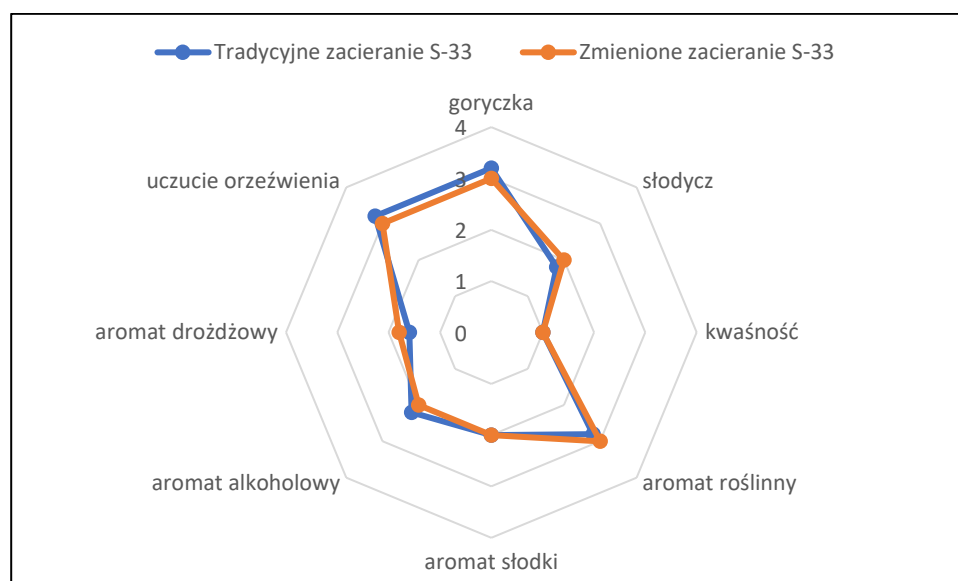 Tradycyjne zacieranie S-33 Zmienione zacieranie S-33
goryczka
4
uczucie orzeźwienia słodycz
3
2
1
aromat drożdżowy 0 kwaśność
aromat alkoholowy aromat roślinny
aromat słodki